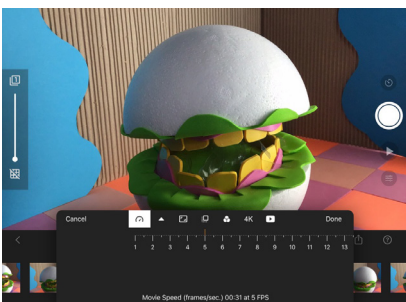 1
Cancel
4K
Done
1 2 3 4 5 6 7 8 9 10 11 12 13
Movie Speed (frames/sec.) 00:31 at 5 FPS